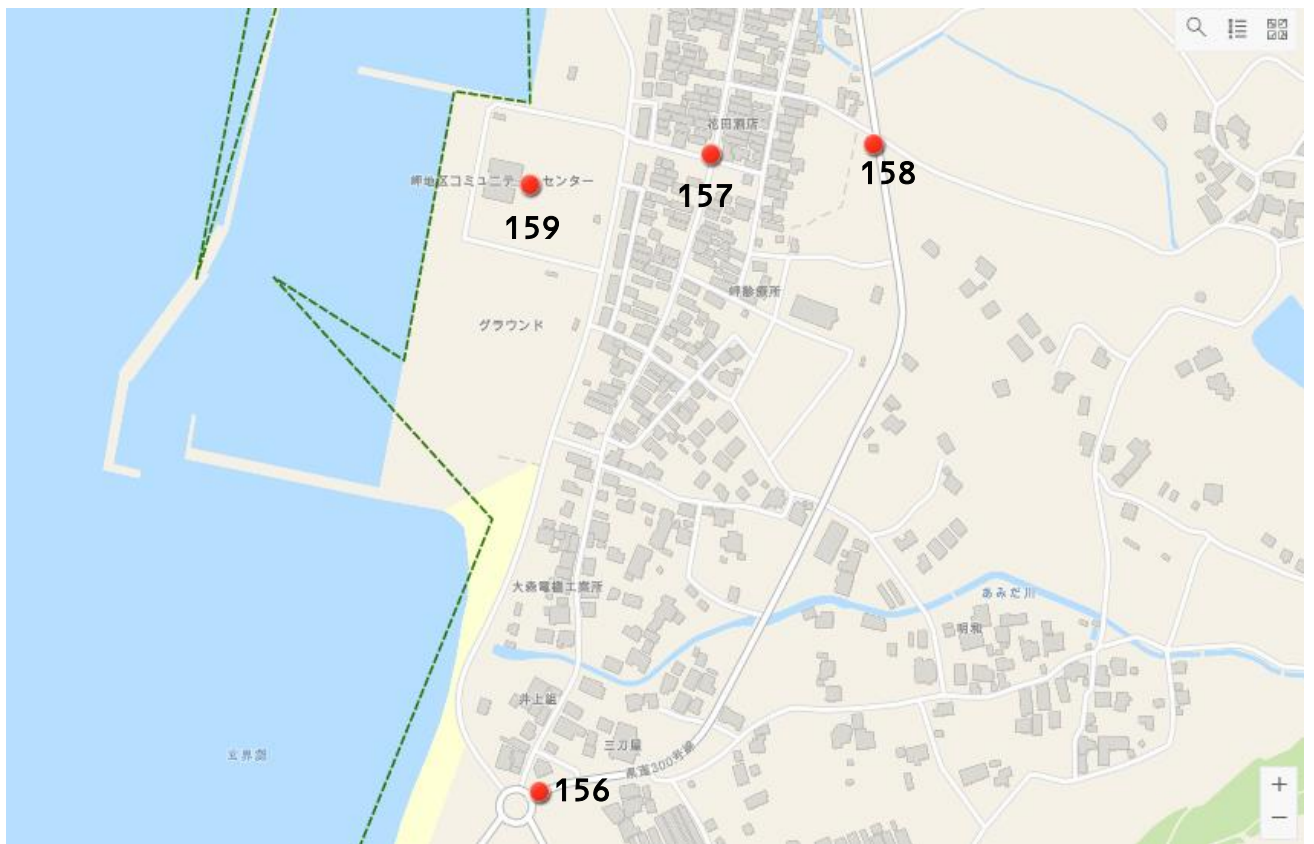 花田酒店
158
岬地区コミュニティセンター
157
159
岬診療所
グラウンド
大森電機工業所
あみだ川
明和
井上組
三刀屋
玄界灘
県道300号線
156
+
−